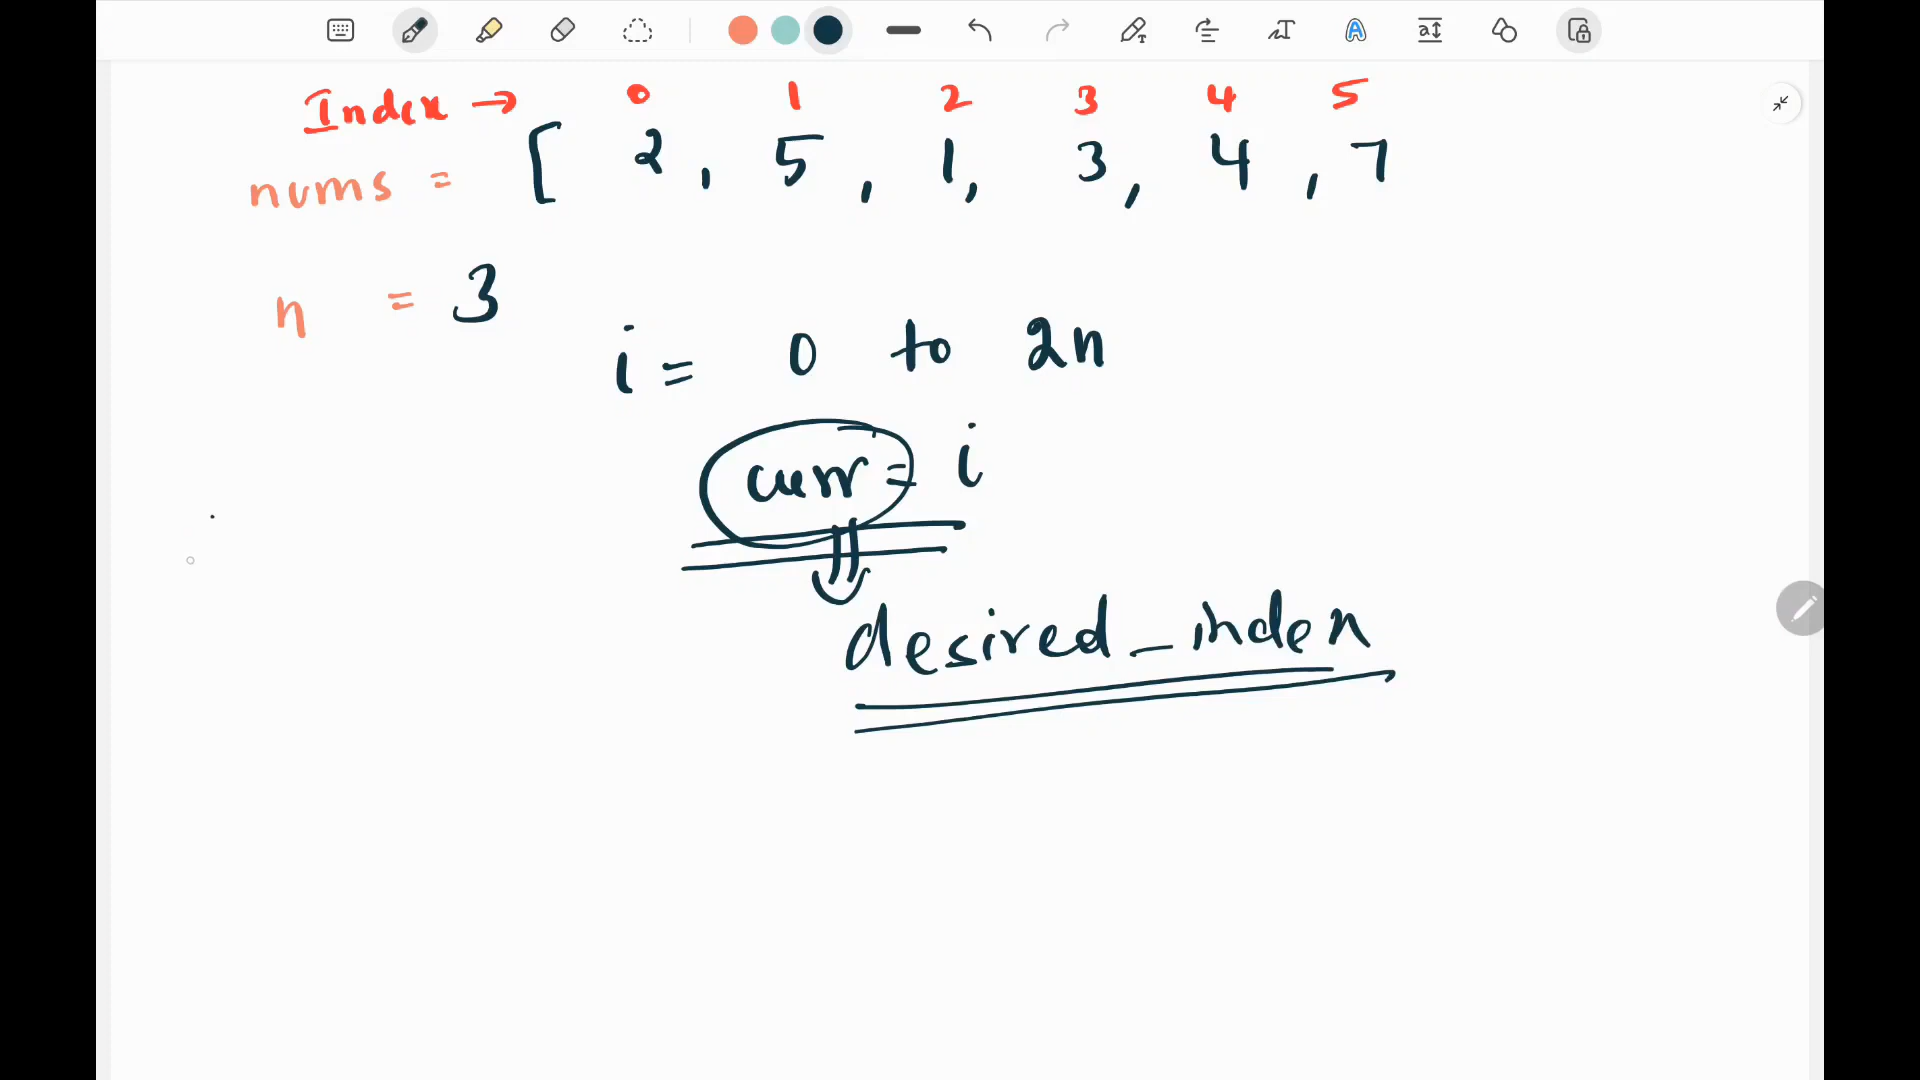 Index → 0 1 2 3 4 5
nums = [ 2 , 5 , 1 , 3 , 4 , 7
n = 3
i = 0 to 2n
curr = i
desired_index